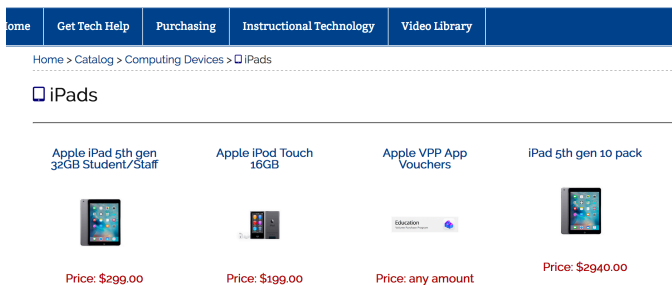 ome Get Tech Help Purchasing Instructional Technology Video Library
Home > Catalog > Computing Devices > iPads
iPads
Apple iPad 5th gen
32GB Student/Staff
Apple iPod Touch
16GB
Apple VPP App
Vouchers
iPad 5th gen 10 pack
Education
Price: $299.00
Price: $199.00
Price: any amount
Price: $2940.00